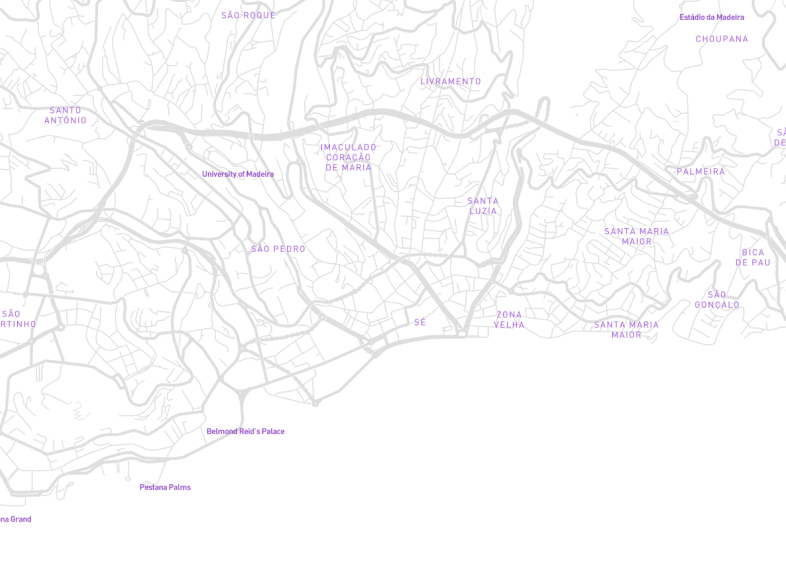 SÃO ROQUE
Estádio da Madeira
CHOUPANA
LIVRAMENTO
SANTO
ANTÓNIO
IMACULADO
CORAÇÃO
DE MARIA
University of Madeira
PALMEIRA
SANTA
LUZIA
SANTA MARIA
MAIOR
SÃO PEDRO
BICA
DE PAU
SÃO
GONÇALO
SÃO
RTINHO
SÉ
ZONA
VELHA
SANTA MARIA
MAIOR
Belmond Reid's Palace
Pestana Palms
na Grand